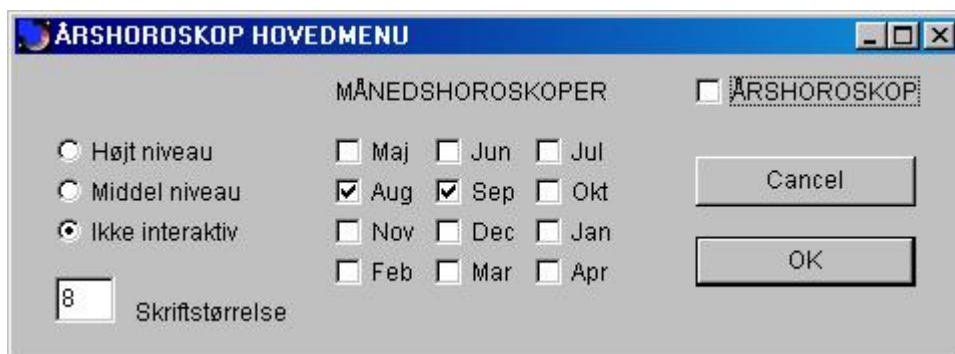 ÅRSHOROSKOP HOVEDMENU
MÅNEDSHOROSKOPER
ÅRSHOROSKOP
Højt niveau
Middel niveau
Ikke interaktiv
Maj Jun Jul
Aug Sep Okt
Nov Dec Jan
Feb Mar Apr
Cancel
OK
8
Skriftstørrelse